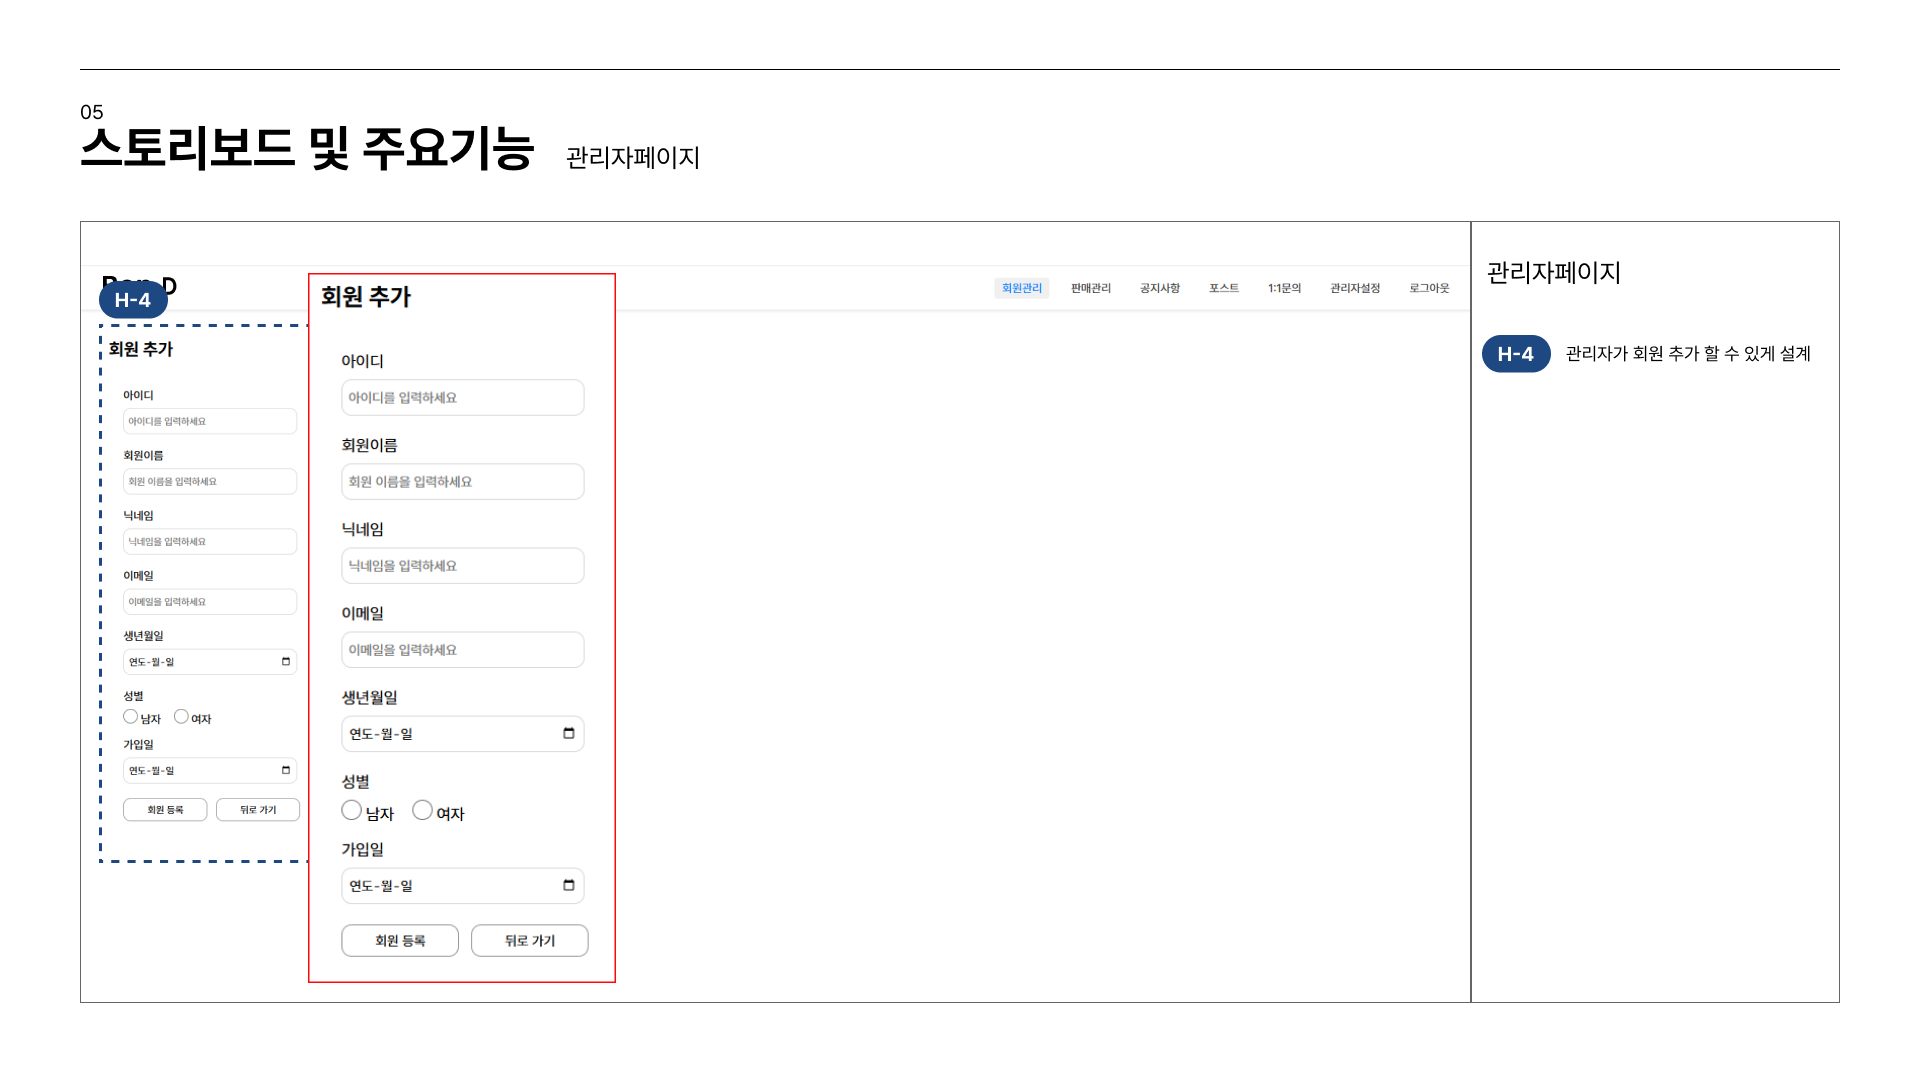 05
스토리보드 및 주요기능 관리자페이지
H-4
회원관리 판매관리 공지사항 포스트 1:1문의 관리자설정 로그아웃
회원 추가
아이디
아이디를 입력하세요
회원이름
회원 이름을 입력하세요
닉네임
닉네임을 입력하세요
이메일
이메일을 입력하세요
생년월일
연도-월-일
성별
남자 여자
가입일
연도-월-일
회원 등록 뒤로 가기
회원 추가
아이디
아이디를 입력하세요
회원이름
회원 이름을 입력하세요
닉네임
닉네임을 입력하세요
이메일
이메일을 입력하세요
생년월일
연도-월-일
성별
남자 여자
가입일
연도-월-일
회원 등록 뒤로 가기
관리자페이지
H-4 관리자가 회원 추가 할 수 있게 설계